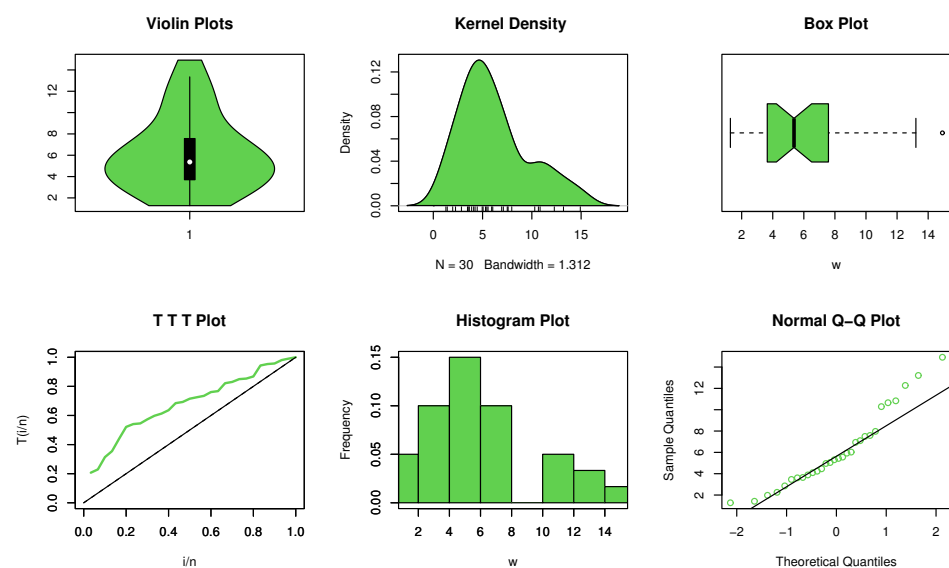 Violin Plots
2 4 6 8 12
1
Kernel Density
Density
0.00 0.04 0.08 0.12
0 5 10 15
N = 30 Bandwidth = 1.312
Box Plot
2 4 6 8 10 12 14
w
T T T Plot
T(i/n)
0.0 0.2 0.4 0.6 0.8 1.0
0.0 0.2 0.4 0.6 0.8 1.0
i/n
Histogram Plot
Frequency
0.00 0.05 0.10 0.15
2 4 6 8 10 12 14
w
Normal Q−Q Plot
Sample Quantiles
2 4 6 8 12
−2 −1 0 1 2
Theoretical Quantiles